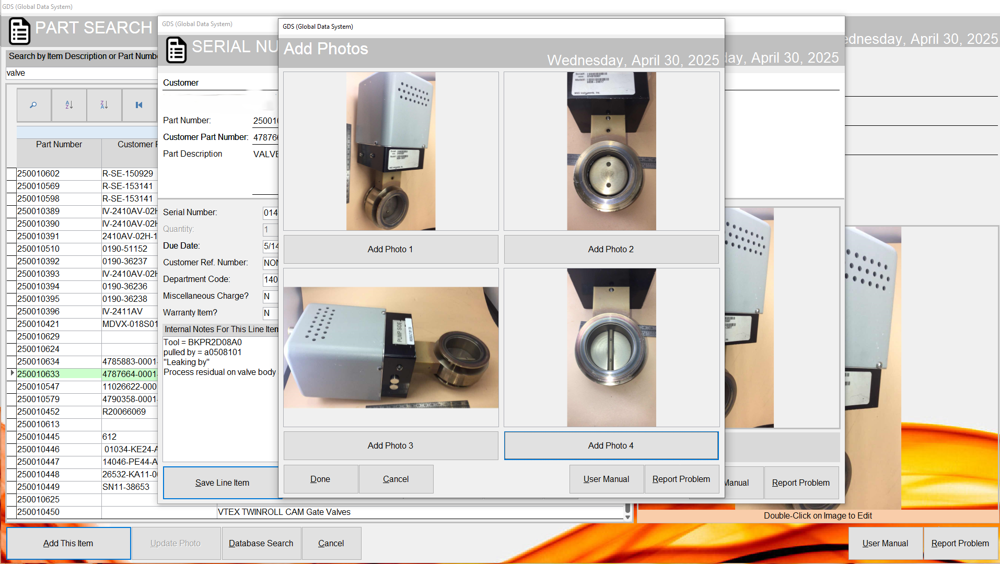 GDS (Global Data System)
PART SEARCH
Wednesday, April 30, 2025
Search by Item Description or Part Numbe
valve
Part Number
Customer P
250010602 R-SE-150929
250010569 R-SE-153141
250010598 R-SE-153141
250010389 IV-2410AV-02H
250010390 IV-2410AV-02H
250010391 2410AV-02H-1
250010510 0190-51152
250010392 0190-36237
250010393 IV-2410AV-02H
250010394 0190-36236
250010395 0190-36238
250010396 IV-2411AV
250010421 MDVX-018S01
250010629
250010624
250010634 4785883-0001-
250010633 4787664-0001-
250010547 11026622-000
250010579 4790358-0001-
250010452 R20066069
250010613
250010445 612
250010446 01034-KE24-A
250010447 14046-PE44-A
250010448 26532-KA11-0
250010449 SN11-38653
250010625
250010450 VTEX TWINROLL CAM Gate Valves
Add This Item
Update Photo
Database Search
Cancel
Double-Click on Image to Edit
User Manual
Report Problem
GDS (Global Data System)
SERIAL NU
day, April 30, 2025
Customer
Part Number: 25001
Customer Part Number: 47876
Part Description VALVE
Serial Number: 014
Quantity: 1
Due Date: 5/14
Customer Ref. Number: NON
Department Code: 140
Miscellaneous Charge? N
Warranty Item? N
Internal Notes For This Line Item
Tool = BKPR2D08A0
pulled by = a0508101
"Leaking by"
Process residual on valve body
Save Line Item
Manual
Report Problem
GDS (Global Data System)
Add Photos
Wednesday, April 30, 2025
MKS Instruments, Inc.
Add Photo 1
Add Photo 2
PUMP SIDE
Add Photo 3
Add Photo 4
Done
Cancel
User Manual
Report Problem